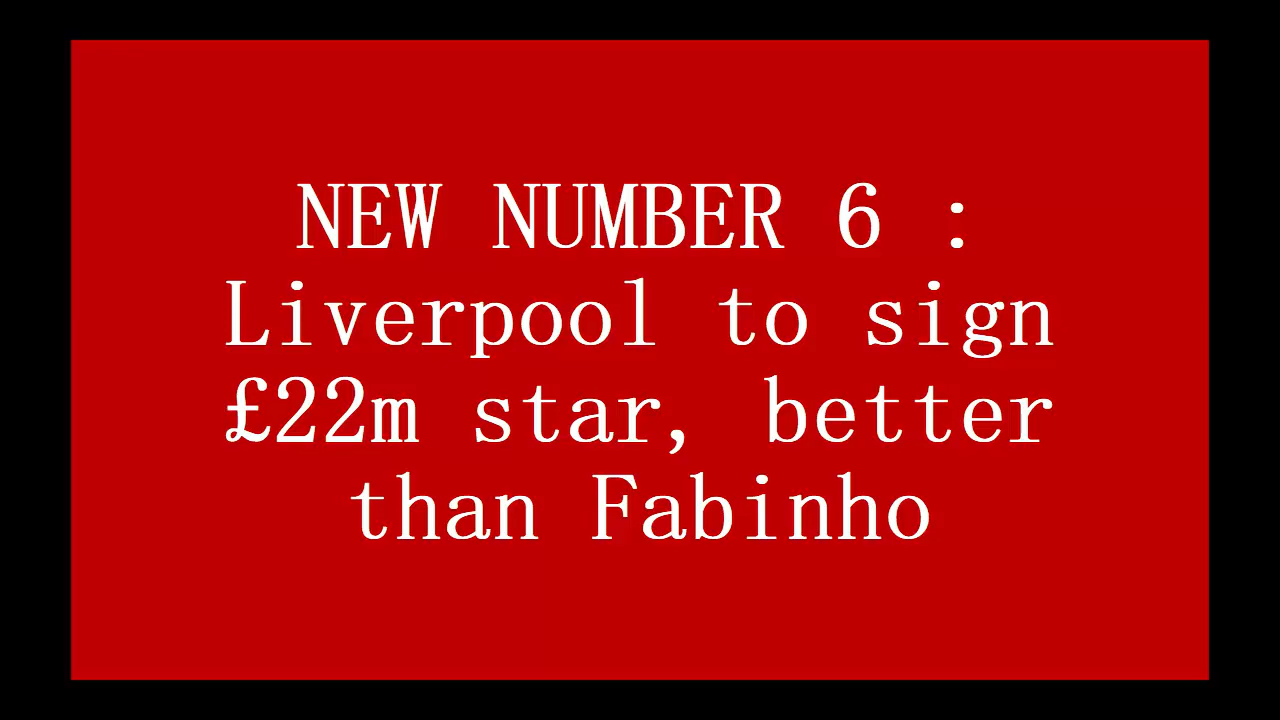 NEW NUMBER 6 :
Liverpool to sign
£22m star, better
than Fabinho